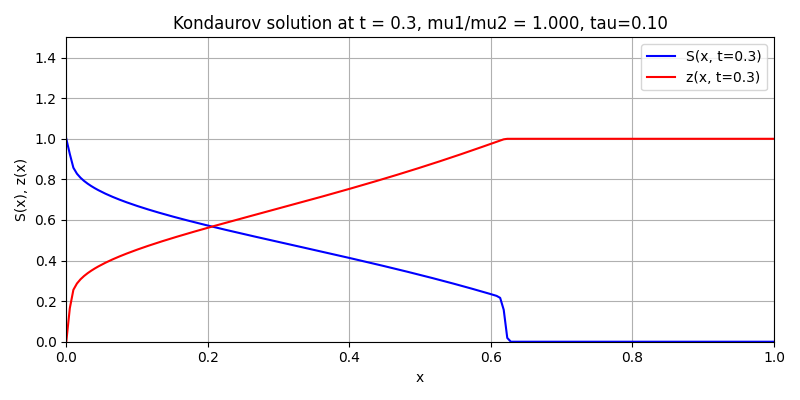 Kondaurov solution at t = 0.3, mu1/mu2 = 1.000, tau=0.10
S(x, t=0.3)
z(x, t=0.3)
S(x), z(x)
1.4
1.2
1.0
0.8
0.6
0.4
0.2
0.0
0.0 0.2 0.4 0.6 0.8 1.0
x